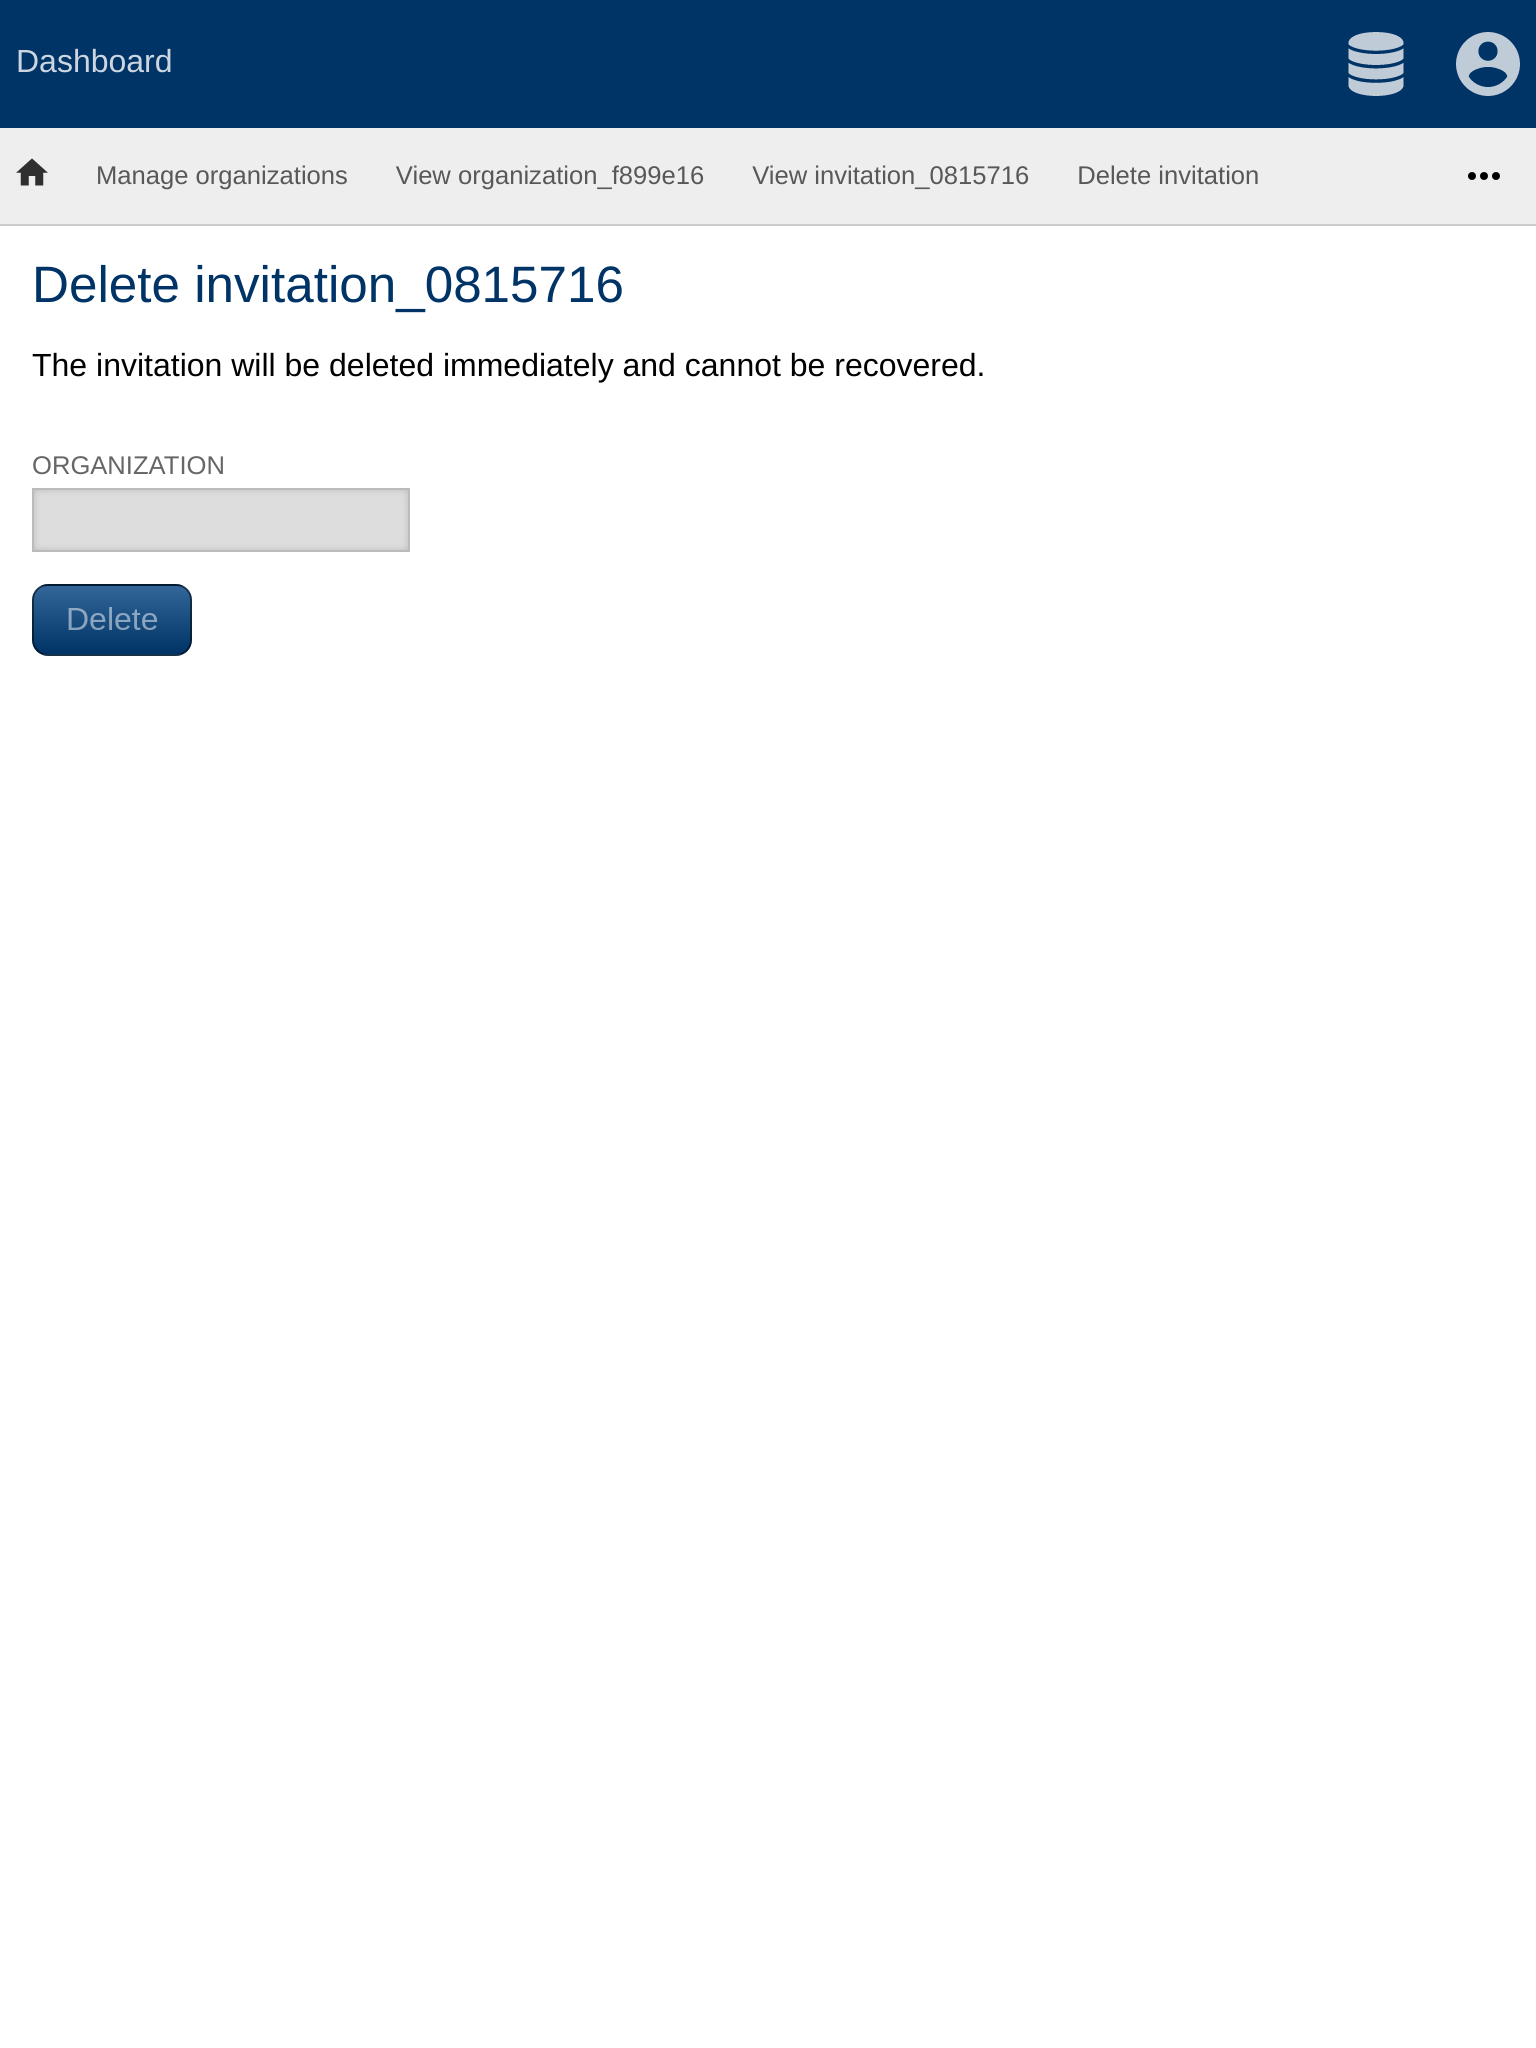 Dashboard
Manage organizations View organization_f899e16 View invitation_0815716 Delete invitation
Delete invitation_0815716
The invitation will be deleted immediately and cannot be recovered.
ORGANIZATION
Delete